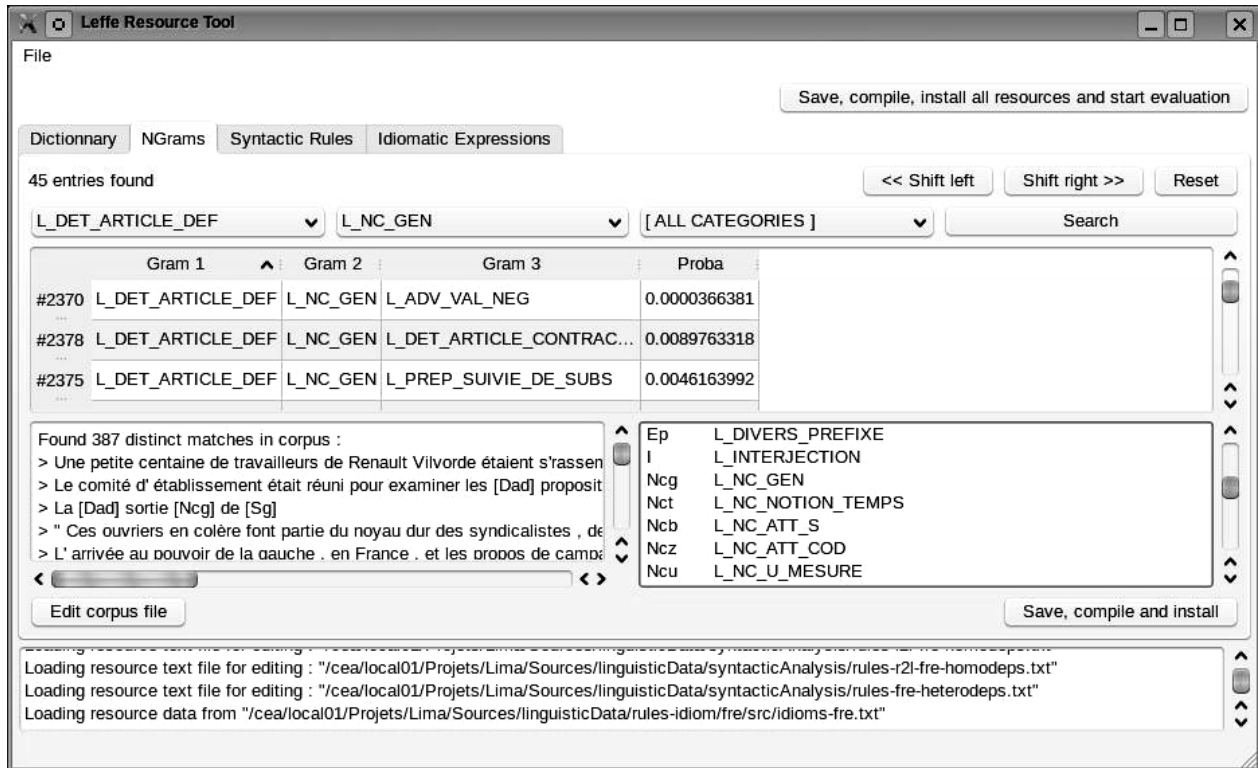 Leffe Resource Tool
File
Save, compile, install all resources and start evaluation
Dictionnary NGrams Syntactic Rules Idiomatic Expressions
45 entries found << Shift left Shift right >> Reset
L_DET_ARTICLE_DEF L_NC_GEN [ ALL CATEGORIES ] Search
Gram 1 Gram 2 Gram 3 Proba
#2370 L_DET_ARTICLE_DEF L_NC_GEN L_ADV_VAL_NEG 0.0000366381
...
#2378 L_DET_ARTICLE_DEF L_NC_GEN L_DET_ARTICLE_CONTRAC... 0.0089763318
...
#2375 L_DET_ARTICLE_DEF L_NC_GEN L_PREP_SUIVIE_DE_SUBS 0.0046163992
...
Found 387 distinct matches in corpus :
> Une petite centaine de travailleurs de Renault Vilvorde étaient s'rassen
> Le comité d' établissement était réuni pour examiner les [Dad] proposit
> La [Dad] sortie [Ncg] de [Sg]
> " Ces ouvriers en colère font partie du noyau dur des syndicalistes , de
> L' arrivée au pouvoir de la gauche , en France , et les propos de campa
Ep L_DIVERS_PREFIXE
I L_INTERJECTION
Ncg L_NC_GEN
Nct L_NC_NOTION_TEMPS
Ncb L_NC_ATT_S
Ncz L_NC_ATT_COD
Ncu L_NC_U_MESURE
Edit corpus file Save, compile and install
Loading resource text file for editing : "/cea/local01/Projets/Lima/Sources/linguisticData/syntacticAnalysis/rules-r2l-fre-homodeps.txt"
Loading resource text file for editing : "/cea/local01/Projets/Lima/Sources/linguisticData/syntacticAnalysis/rules-fre-heterodeps.txt"
Loading resource data from "/cea/local01/Projets/Lima/Sources/linguisticData/rules-idiom/fre/src/idioms-fre.txt"